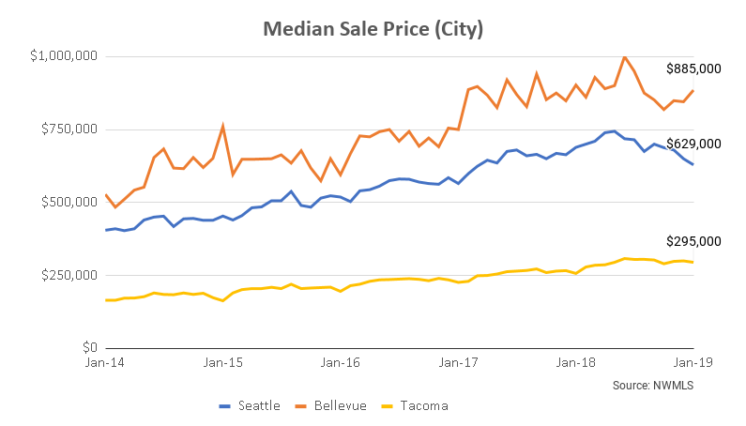 Median Sale Price (City)
$1,000,000
$885,000
$750,000
$629,000
$500,000
$295,000
$250,000
$0
Jan-14 Jan-15 Jan-16 Jan-17 Jan-18 Jan-19
Source: NWMLS
Seattle Bellevue Tacoma